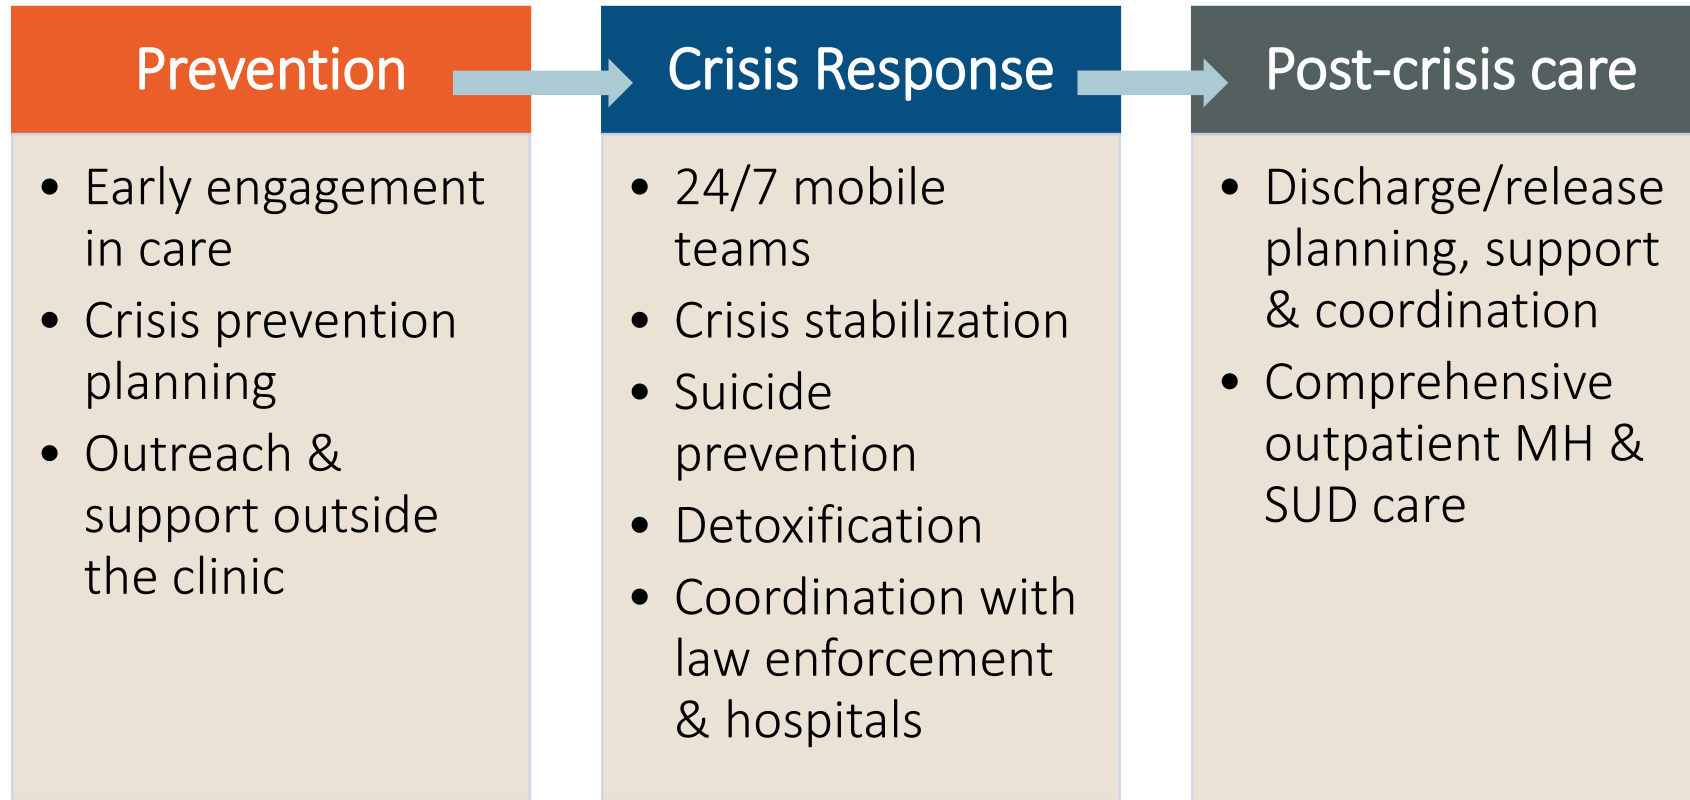 Prevention
• Early engagement
in care
• Crisis prevention
planning
• Outreach &
support outside
the clinic
Crisis Response
• 24/7 mobile
teams
• Crisis stabilization
• Suicide
prevention
• Detoxification
• Coordination with
law enforcement
& hospitals
Post-crisis care
• Discharge/release
planning, support
& coordination
• Comprehensive
outpatient MH &
SUD care